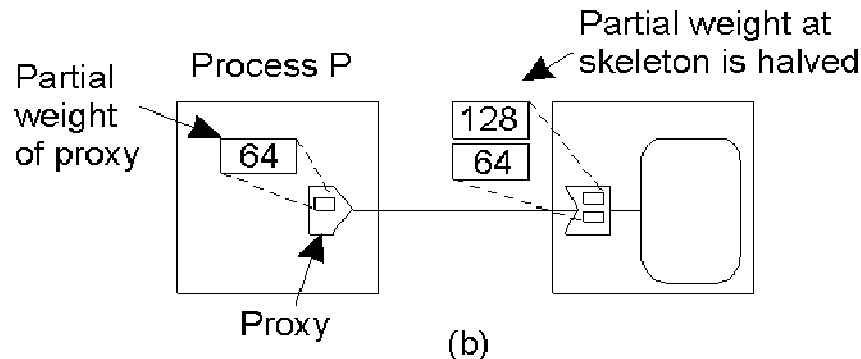 Partial weight at
skeleton is halved
Process P
Partial
weight
of proxy
128
64
64
Proxy
(b)